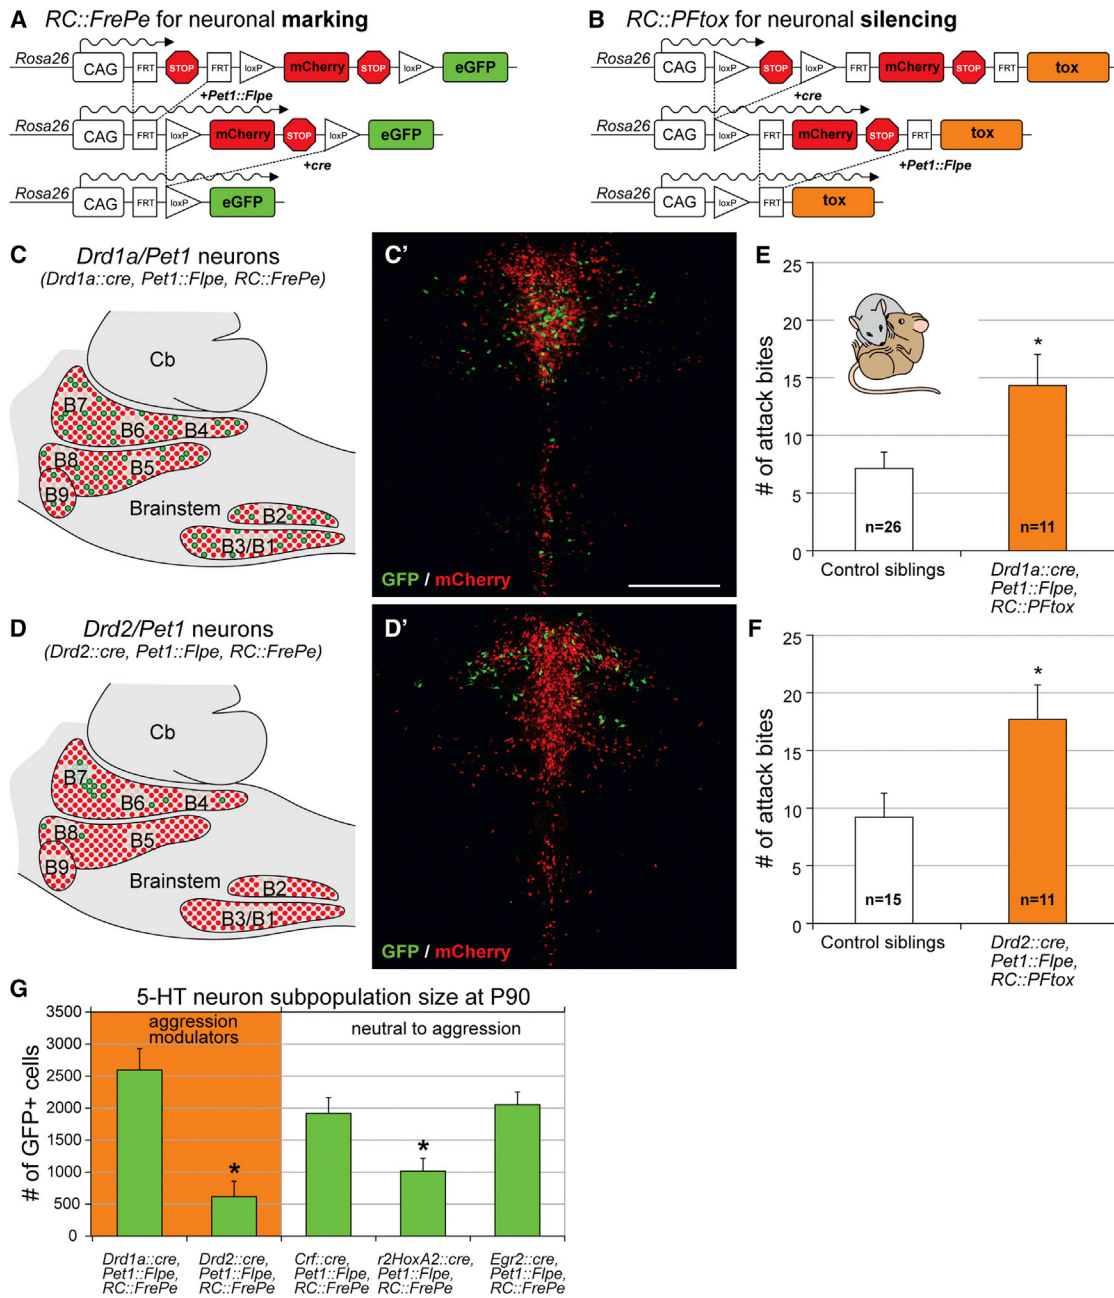 A RC::FrePe for neuronal marking
Rosa26 CAG FRT STOP FRT loxP mCherry STOP loxP eGFP
+Pet1::Flpe
Rosa26 CAG FRT loxP mCherry STOP loxP eGFP
+cre
Rosa26 CAG FRT loxP eGFP
B RC::PFtox for neuronal silencing
Rosa26 CAG loxP STOP loxP FRT mCherry STOP FRT tox
+cre
Rosa26 CAG loxP FRT mCherry STOP FRT tox
+Pet1::Flpe
Rosa26 CAG loxP FRT tox
C Drd1a/Pet1 neurons
(Drd1a::cre, Pet1::Flpe, RC::FrePe)
Cb
B7
B6 B4
B8
B5
B9
Brainstem
B2
B3/B1
C'
GFP / mCherry
E
25
20
15
10
5
0
# of attack bites
*
n=26
n=11
Control siblings
Drd1a::cre,
Pet1::Flpe,
RC::PFtox
D Drd2/Pet1 neurons
(Drd2::cre, Pet1::Flpe, RC::FrePe)
Cb
B7
B6 B4
B8
B5
B9
Brainstem
B2
B3/B1
D'
GFP / mCherry
F
25
20
15
10
5
0
# of attack bites
*
n=15
n=11
Control siblings
Drd2::cre,
Pet1::Flpe,
RC::PFtox
G
5-HT neuron subpopulation size at P90
3500
3000
2500
2000
1500
1000
500
0
# of GFP+ cells
aggression
modulators
neutral to aggression
*
*
Drd1a::cre,
Pet1::Flpe,
RC::FrePe
Drd2::cre,
Pet1::Flpe,
RC::FrePe
Crf::cre,
Pet1::Flpe,
RC::FrePe
r2HoxA2::cre,
Pet1::Flpe,
RC::FrePe
Egr2::cre,
Pet1::Flpe,
RC::FrePe